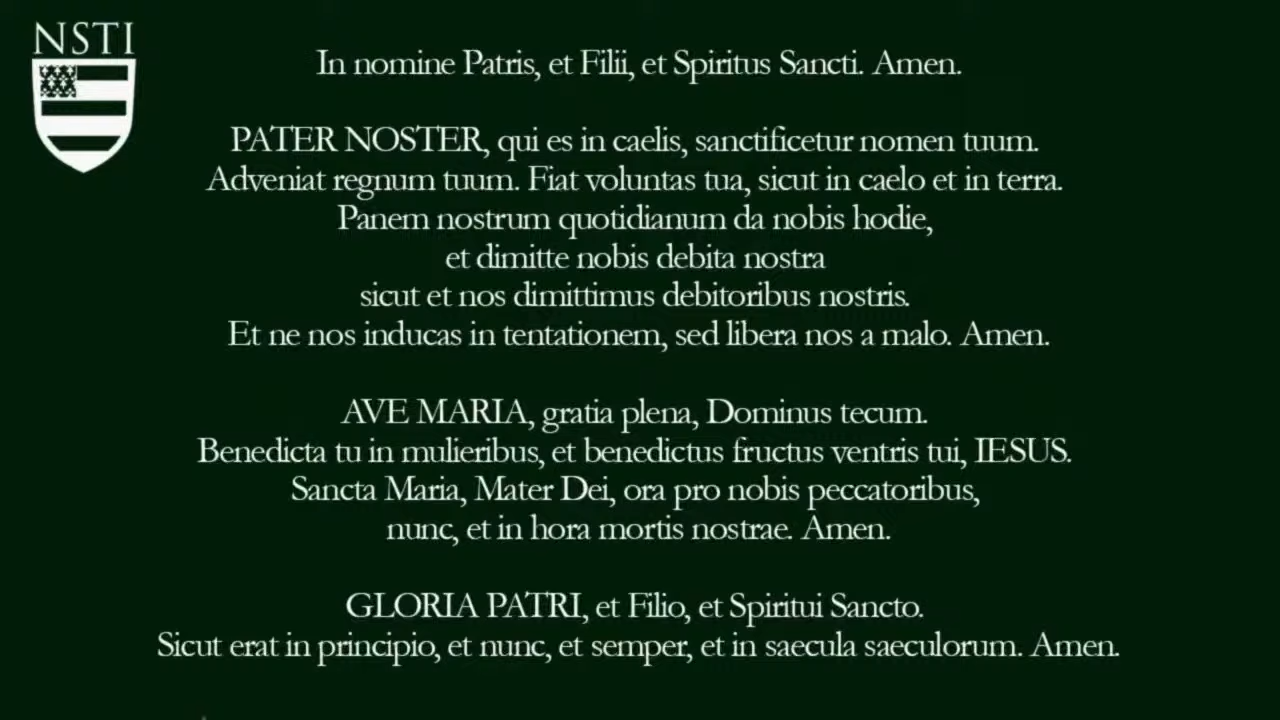 NSTI
In nomine Patris, et Filii, et Spiritus Sancti. Amen.
PATER NOSTER, qui es in caelis, sanctificetur nomen tuum.
Adveniat regnum tuum. Fiat voluntas tua, sicut in caelo et in terra.
Panem nostrum quotidianum da nobis hodie,
et dimitte nobis debita nostra
sicut et nos dimittimus debitoribus nostris.
Et ne nos inducas in tentationem, sed libera nos a malo. Amen.
AVE MARIA, gratia plena, Dominus tecum.
Benedicta tu in mulieribus, et benedictus fructus ventris tui, IESUS.
Sancta Maria, Mater Dei, ora pro nobis peccatoribus,
nunc, et in hora mortis nostrae. Amen.
GLORIA PATRI, et Filio, et Spiritui Sancto.
Sicut erat in principio, et nunc, et semper, et in saecula saeculorum. Amen.